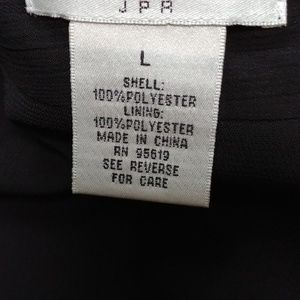 JPR
L
SHELL:
100%POLYESTER
LINING:
100%POLYESTER
MADE IN CHINA
RN 95619
SEE REVERSE
FOR CARE